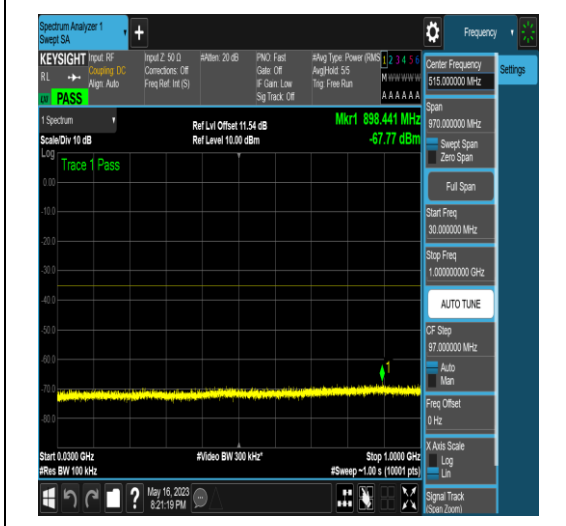 Spectrum Analyzer 1
Swept SA
+
Frequency
KEYSIGHT
Input: RF
Input Z: 50 Ω
#Atten: 20 dB
PNO: Fast
#Avg Type: Power (RMS
1 2 3 4 5 6
RL
Coupling: DC
Corrections: Off
Gate: Off
Avg|Hold: 5/5
M W W W W W
Align: Auto
Freq Ref: Int (S)
IF Gain: Low
Trig: Free Run
Sig Track: Off
A A A A A A
PASS
1 Spectrum
Ref Lvl Offset 11.54 dB
Mkr1 898.441 MHz
Scale/Div 10 dB
Ref Level 10.00 dBm
-67.77 dBm
Log
Trace 1 Pass
0.00
-10.0
-20.0
-30.0
-40.0
-50.0
-60.0
-70.0
-80.0
1
Start 0.0300 GHz
#Video BW 300 kHz*
Stop 1.0000 GHz
#Res BW 100 kHz
#Sweep ~1.00 s (10001 pts)
?
May 16, 2023
8:21:19 PM
Center Frequency
515.000000 MHz
Settings
Span
970.000000 MHz
Swept Span
Zero Span
Full Span
Start Freq
30.000000 MHz
Stop Freq
1.000000000 GHz
AUTO TUNE
CF Step
97.000000 MHz
Auto
Man
Freq Offset
0 Hz
X Axis Scale
Log
Lin
Signal Track
(Span Zoom)